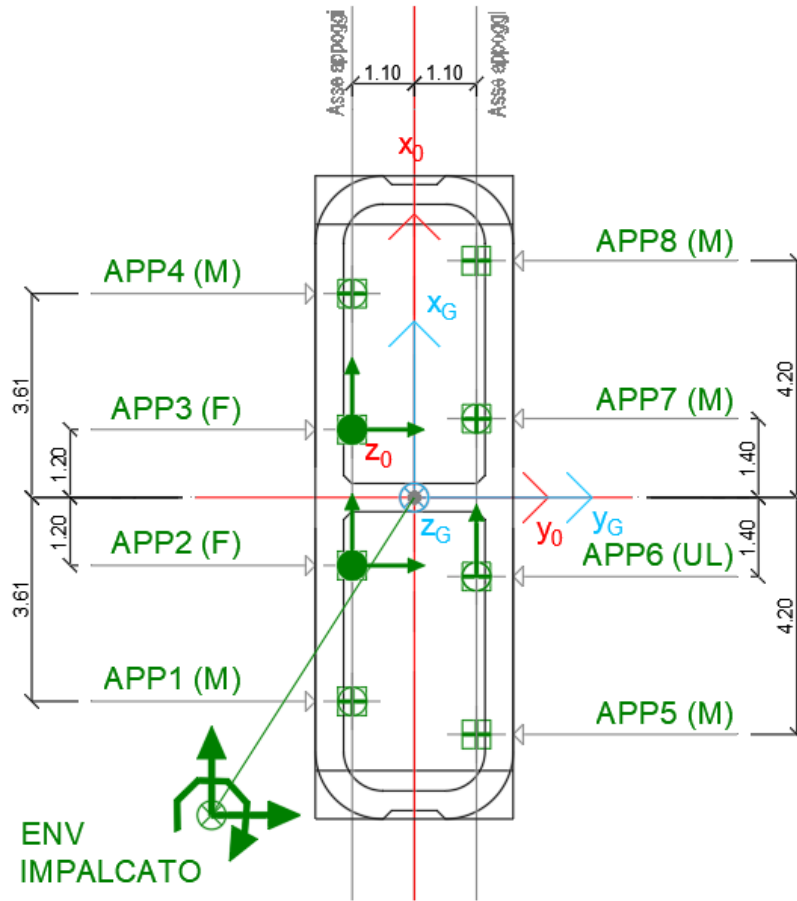 Asse appoggi
Asse appoggi
1.10
1.10
x0
APP8 (M)
APP4 (M)
xG
4.20
3.61
APP3 (F)
APP7 (M)
z0
1.20
1.40
zG
y0
yG
1.20
1.40
APP2 (F)
APP6 (UL)
3.61
4.20
APP1 (M)
APP5 (M)
ENV
IMPALCATO